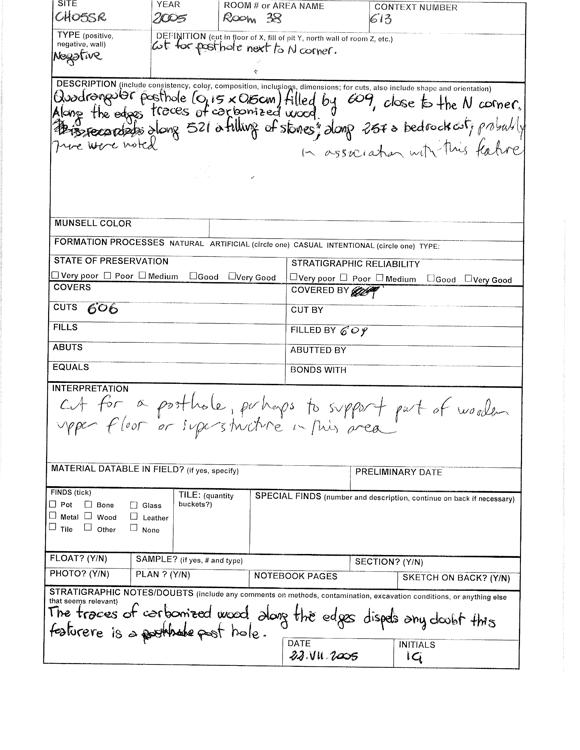 SITE YEAR ROOM # or AREA NAME CONTEXT NUMBER
CHOSSR 2005 Room 38 613
TYPE (positive, negative, wall) DEFINITION (cut in floor of X, fill of pit Y, north wall of room Z, etc.)
Negative Cut for posthole next to N corner.
DESCRIPTION (include consistency, color, composition, inclusions, dimensions; for cuts, also include shape and orientation)
Quadrangular posthole (0,15 x 0,15cm) filled by 609, close to the N corner.
Along the edges traces of carbonized wood.
along 521 a filling of stones; along 257 a bedrock cut; probably
were noted in association with this feature
MUNSELL COLOR
FORMATION PROCESSES NATURAL ARTIFICIAL (circle one) CASUAL INTENTIONAL (circle one) TYPE:
STATE OF PRESERVATION STRATIGRAPHIC RELIABILITY
☐ Very poor ☐ Poor ☐ Medium ☐ Good ☐ Very Good ☐ Very poor ☐ Poor ☐ Medium ☐ Good ☐ Very Good
COVERS COVERED BY
CUTS 606 CUT BY
FILLS FILLED BY 609
ABUTS ABUTTED BY
EQUALS BONDS WITH
INTERPRETATION
Cut for a posthole, perhaps to support part of wooden
upper floor or superstructure in this area
MATERIAL DATABLE IN FIELD? (if yes, specify) PRELIMINARY DATE
FINDS (tick) TILE: (quantity buckets?) SPECIAL FINDS (number and description, continue on back if necessary)
☐ Pot ☐ Bone ☐ Glass
☐ Metal ☐ Wood ☐ Leather
☐ Tile ☐ Other ☐ None
FLOAT? (Y/N) SAMPLE? (if yes, # and type) SECTION? (Y/N)
PHOTO? (Y/N) PLAN ? (Y/N) NOTEBOOK PAGES SKETCH ON BACK? (Y/N)
STRATIGRAPHIC NOTES/DOUBTS (include any comments on methods, contamination, excavation conditions, or anything else
that seems relevant)
The traces of carbonized wood along the edges dispels any doubt this
featurere is a post hole.
DATE INITIALS
22.VII.2005 IG